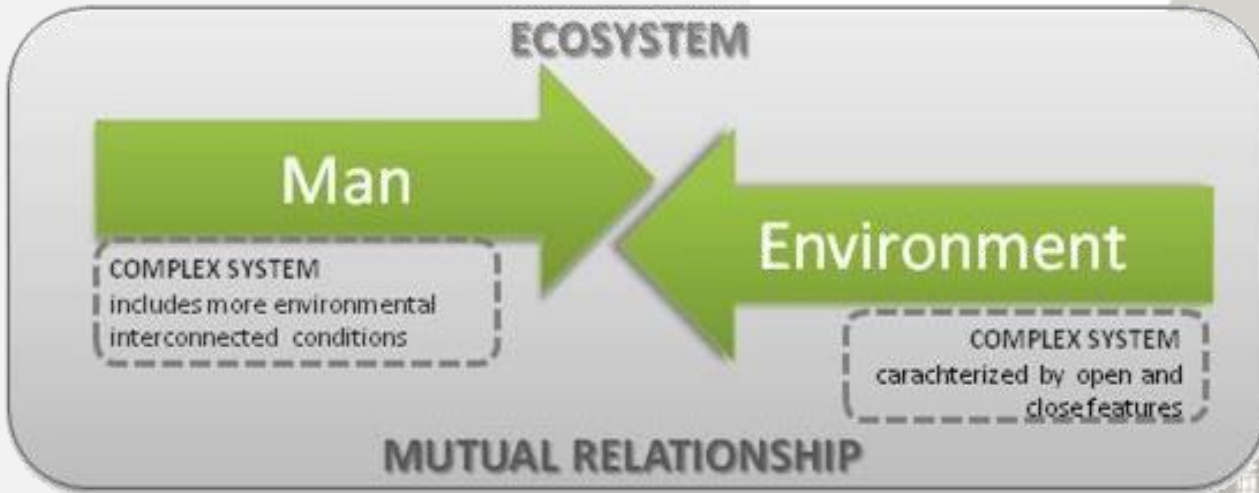 ECOSYSTEM
Man
COMPLEX SYSTEM
includes more environmental
interconnected conditions
Environment
COMPLEX SYSTEM
carachterized by open and
close features
MUTUAL RELATIONSHIP